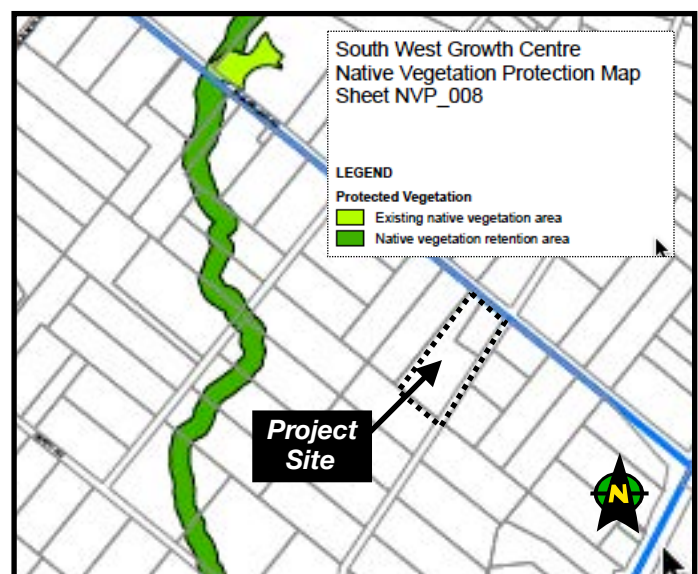 South West Growth Centre
Native Vegetation Protection Map
Sheet NVP_008
LEGEND
Protected Vegetation
Existing native vegetation area
Native vegetation retention area
Project
Site
N